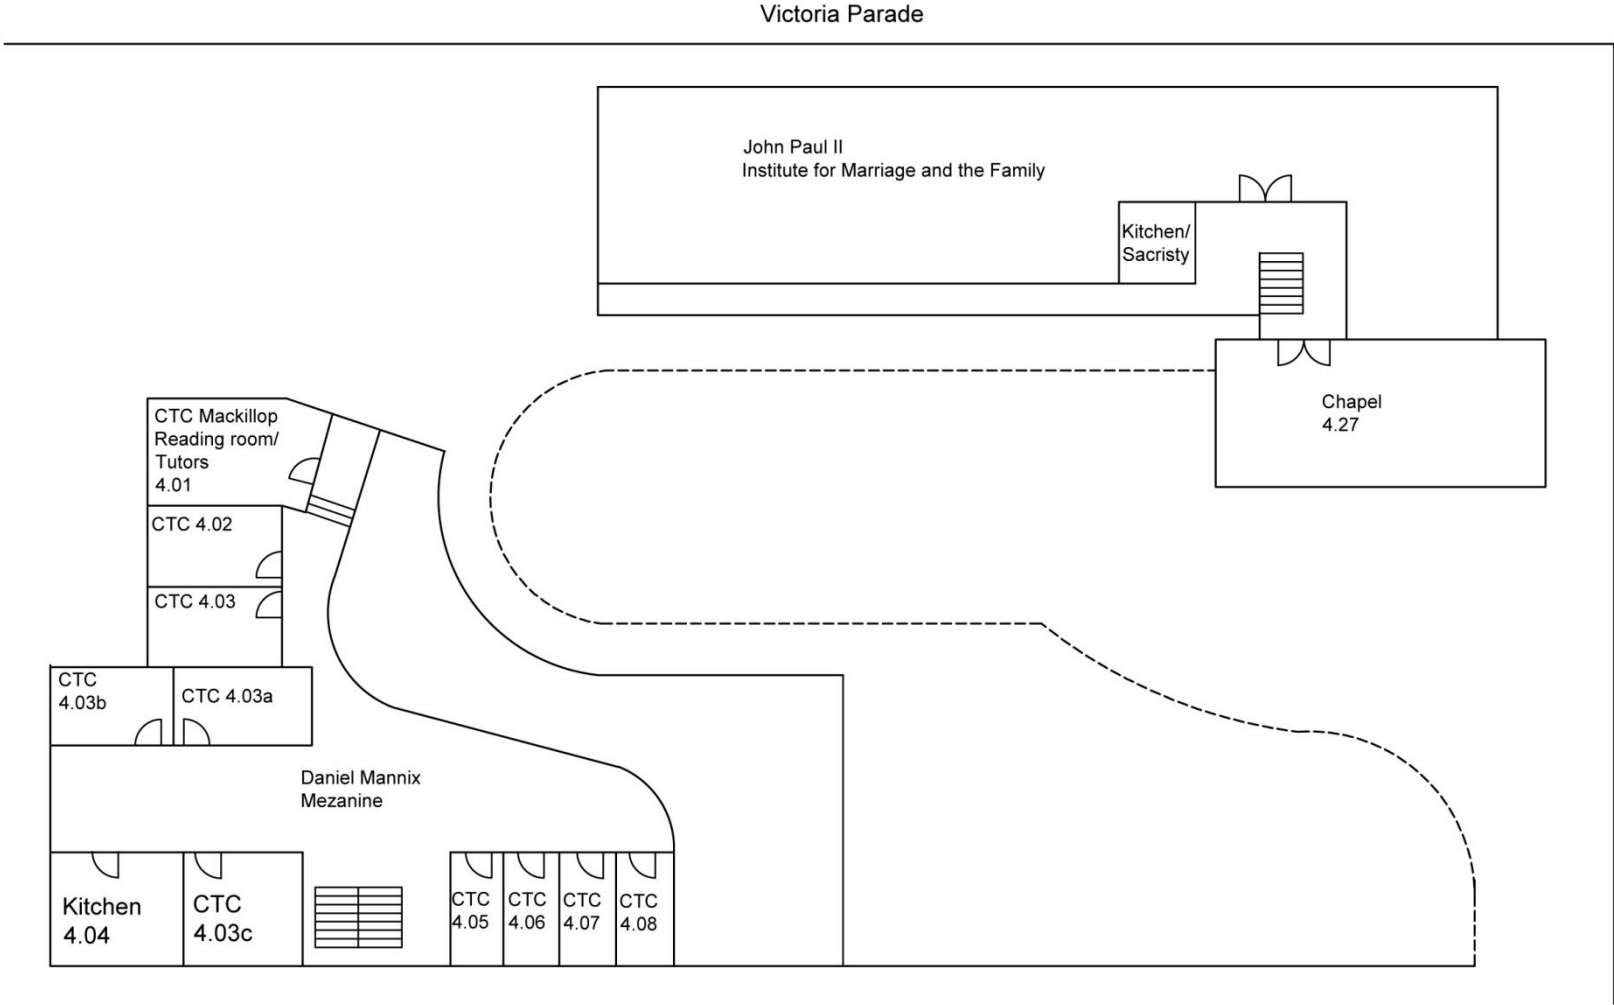 Victoria Parade
John Paul II
Institute for Marriage and the Family
Kitchen/
Sacristy
Chapel
4.27
CTC Mackillop
Reading room/
Tutors
4.01
CTC 4.02
CTC 4.03
CTC
4.03b
CTC 4.03a
Daniel Mannix
Mezanine
Kitchen
4.04
CTC
4.03c
CTC
4.05
CTC
4.06
CTC
4.07
CTC
4.08